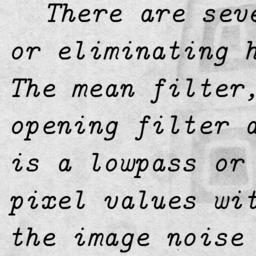 There are seve
or eliminating h
The mean filter,
opening filter a
is a lowpass or
pixel values wit
the image noise